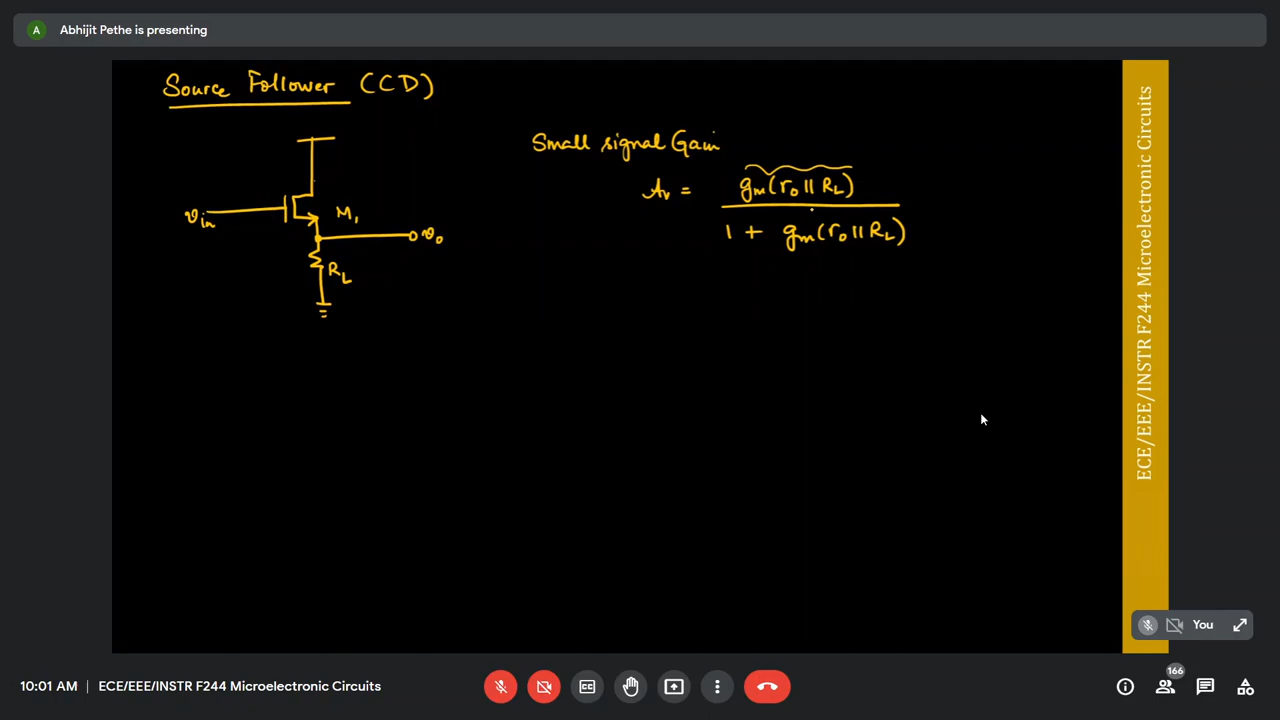 A
Abhijit Pethe is presenting
Source Follower (CD)
Small signal Gain
Av = gm(ro || RL)
1 + gm(ro || RL)
vin
M1
vo
RL
ECE/EEE/INSTR F244 Microelectronic Circuits
You
10:01 AM | ECE/EEE/INSTR F244 Microelectronic Circuits
CC
166